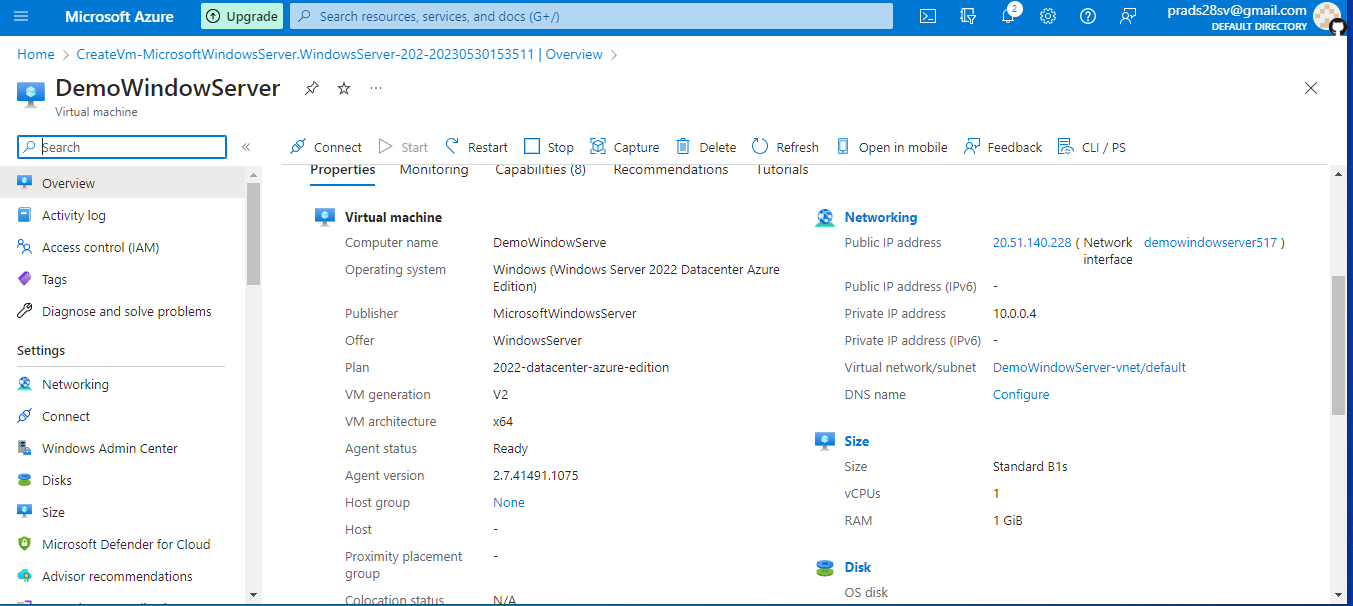 Microsoft Azure
Upgrade
Search resources, services, and docs (G+/)
2
prads28sv@gmail.com
DEFAULT DIRECTORY
Home > CreateVm-MicrosoftWindowsServer.WindowsServer-202-20230530153511 | Overview >
DemoWindowServer
Virtual machine
Search
Connect
Start
Restart
Stop
Capture
Delete
Refresh
Open in mobile
Feedback
CLI / PS
Overview
Activity log
Access control (IAM)
Tags
Diagnose and solve problems
Settings
Networking
Connect
Windows Admin Center
Disks
Size
Microsoft Defender for Cloud
Advisor recommendations
Properties
Monitoring
Capabilities (8)
Recommendations
Tutorials
Virtual machine
Computer name DemoWindowServe
Operating system Windows (Windows Server 2022 Datacenter Azure
Edition)
Publisher MicrosoftWindowsServer
Offer WindowsServer
Plan 2022-datacenter-azure-edition
VM generation V2
VM architecture x64
Agent status Ready
Agent version 2.7.41491.1075
Host group None
Host -
Proximity placement -
group
Colocation status N/A
Networking
Public IP address 20.51.140.228 ( Network demowindowserver517 )
interface
Public IP address (IPv6) -
Private IP address 10.0.0.4
Private IP address (IPv6) -
Virtual network/subnet DemoWindowServer-vnet/default
DNS name Configure
Size
Size Standard B1s
vCPUs 1
RAM 1 GiB
Disk
OS disk